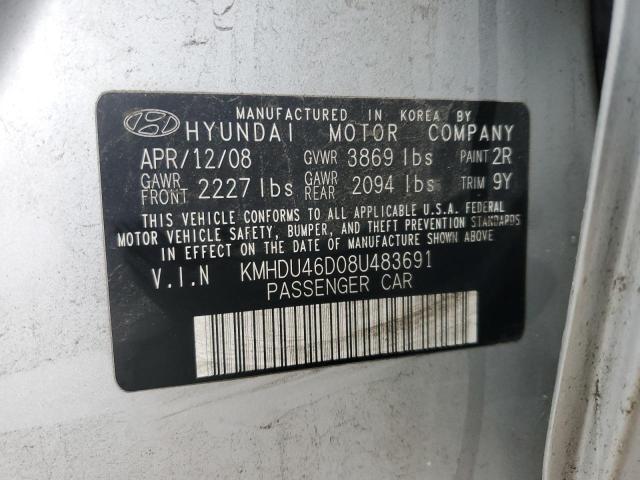 MANUFACTURED IN KOREA BY
HYUNDAI MOTOR COMPANY
APR/12/08 GVWR 3869 lbs PAINT 2R
GAWR FRONT 2227 lbs GAWR REAR 2094 lbs TRIM 9Y
THIS VEHICLE CONFORMS TO ALL APPLICABLE U.S.A. FEDERAL
MOTOR VEHICLE SAFETY, BUMPER, AND THEFT PREVENTION STANDARDS
IN EFFECT ON THE DATE OF MANUFACTURE SHOWN ABOVE.
V.I.N KMHDU46D08U483691
PASSENGER CAR